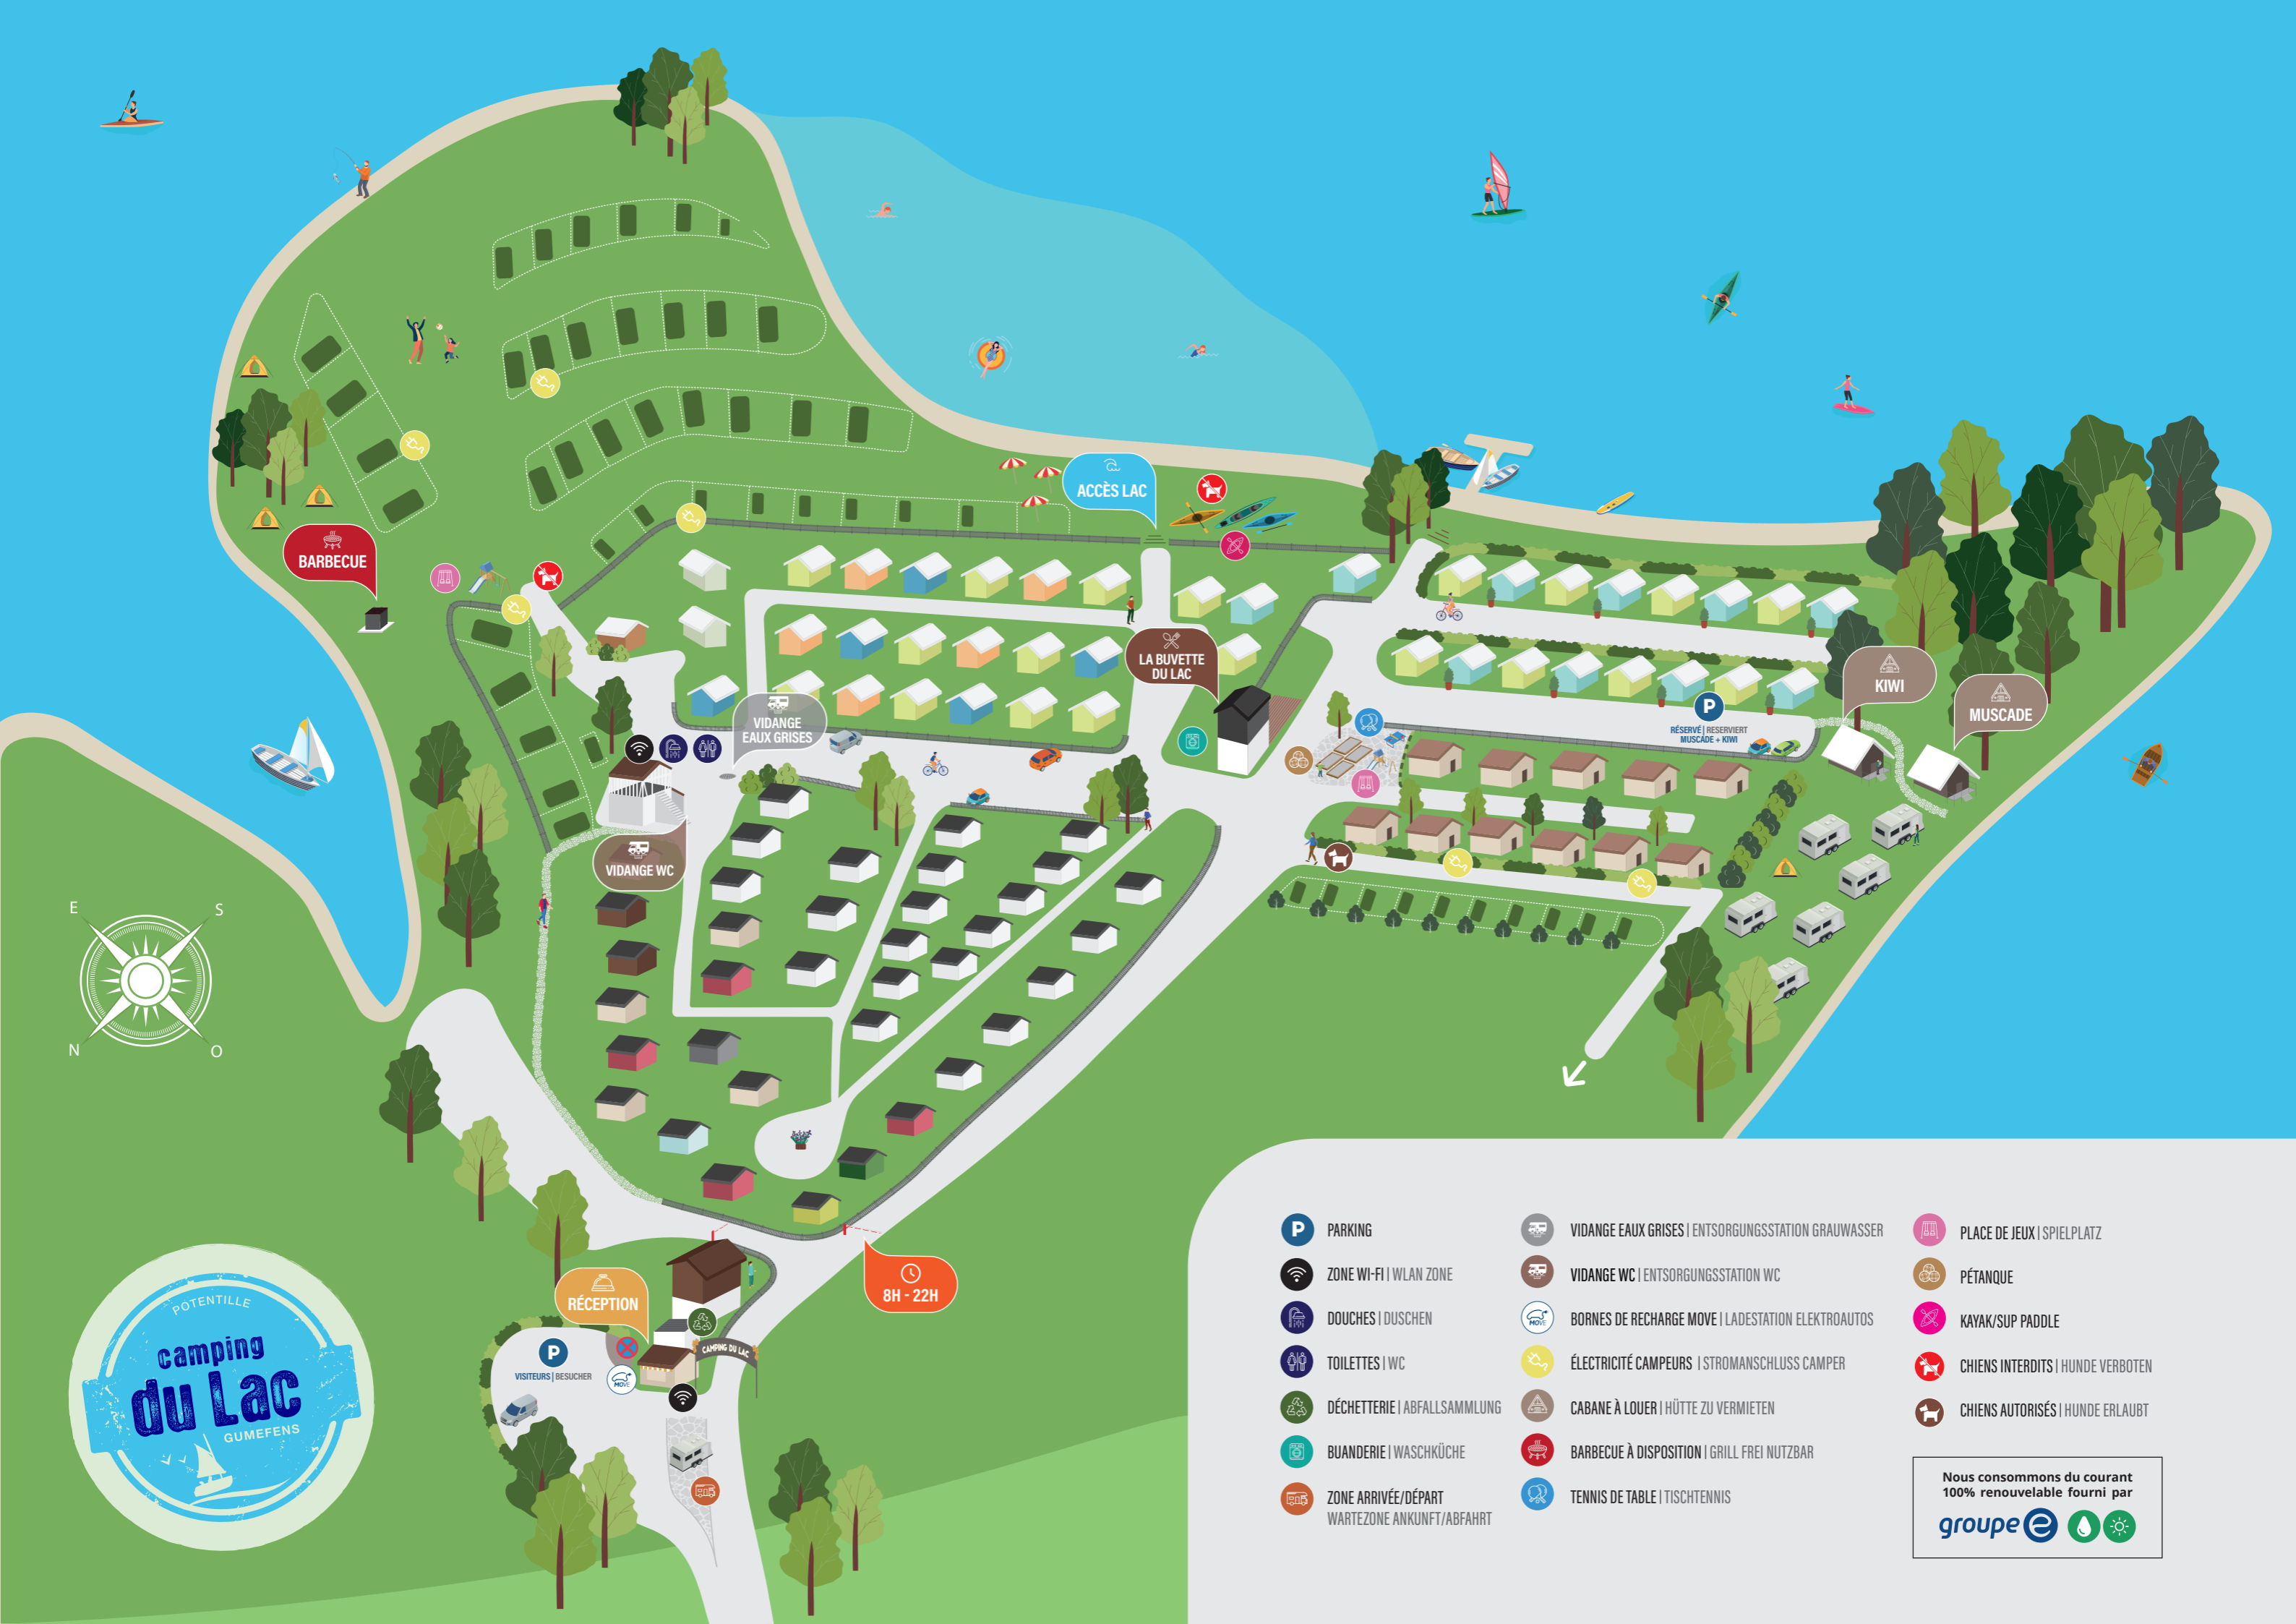 ACCÈS LAC
BARBECUE
LA BUVETTE
DU LAC
KIWI
MUSCADE
P
RÉSERVÉ | RESERVIERT
MUSCADE + KIWI
VIDANGE
EAUX GRISES
VIDANGE WC
E
S
N
O
8H - 22H
RÉCEPTION
CAMPING DU LAC
P
VISITEURS | BESUCHER
MOVE
POTENTILLE
camping
du Lac
GUMEFENS
P
PARKING
ZONE WI-FI | WLAN ZONE
DOUCHES | DUSCHEN
TOILETTES | WC
DÉCHETTERIE | ABFALLSAMMLUNG
BUANDERIE | WASCHKÜCHE
ZONE ARRIVÉE/DÉPART
WARTEZONE ANKUNFT/ABFAHRT
VIDANGE EAUX GRISES | ENTSORGUNGSSTATION GRAUWASSER
VIDANGE WC | ENTSORGUNGSSTATION WC
MOVE
BORNES DE RECHARGE MOVE | LADESTATION ELEKTROAUTOS
ÉLECTRICITÉ CAMPEURS | STROMANSCHLUSS CAMPER
CABANE À LOUER | HÜTTE ZU VERMIETEN
BARBECUE À DISPOSITION | GRILL FREI NUTZBAR
TENNIS DE TABLE | TISCHTENNIS
PLACE DE JEUX | SPIELPLATZ
PÉTANQUE
KAYAK/SUP PADDLE
CHIENS INTERDITS | HUNDE VERBOTEN
CHIENS AUTORISÉS | HUNDE ERLAUBT
Nous consommons du courant
100% renouvelable fourni par
groupe e